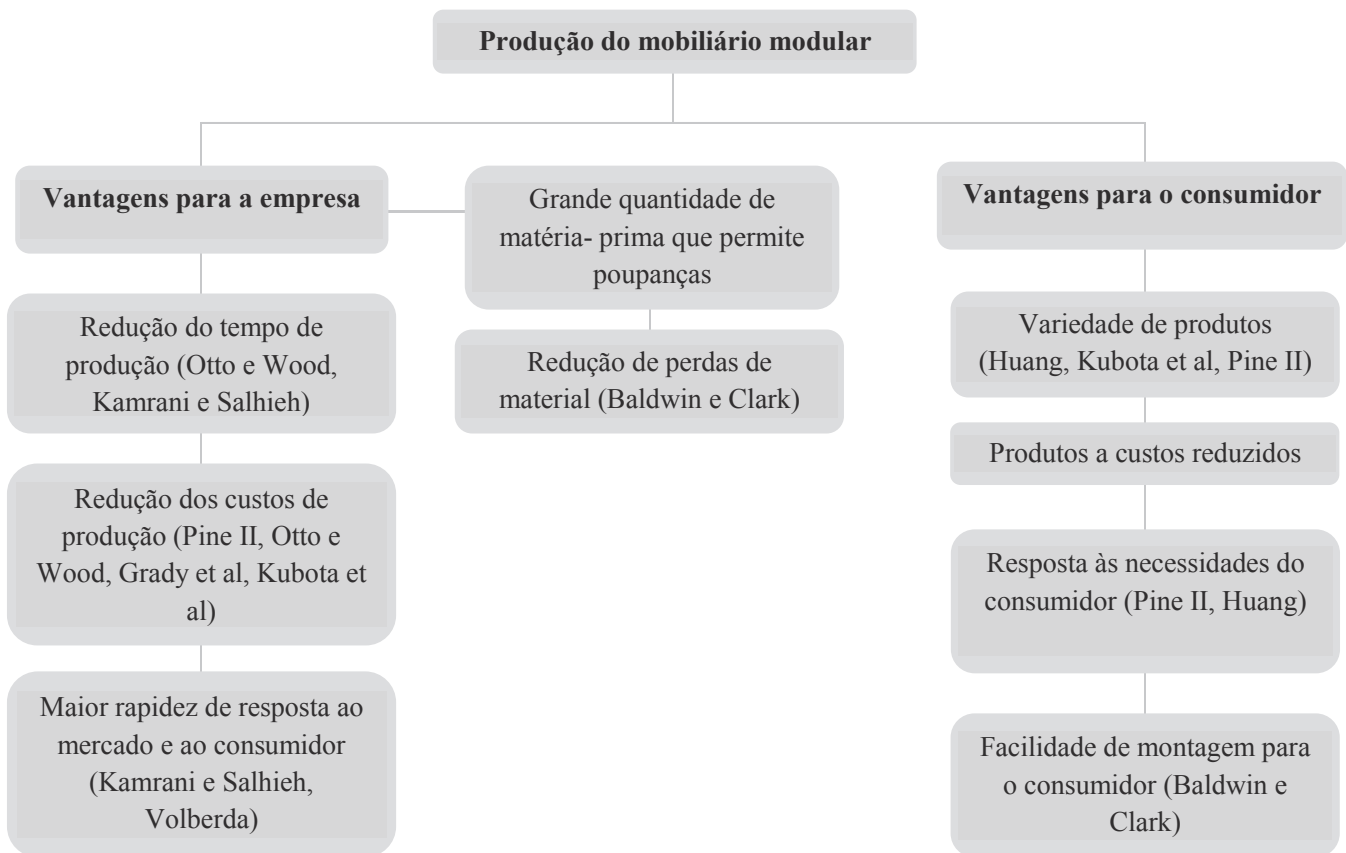 Produção do mobiliário modular
Vantagens para a empresa
Redução do tempo de
produção (Otto e Wood,
Kamrani e Salhieh)
Redução dos custos de
produção (Pine II, Otto e
Wood, Grady et al, Kubota et
al)
Maior rapidez de resposta ao
mercado e ao consumidor
(Kamrani e Salhieh,
Volberda)
Grande quantidade de
matéria- prima que permite
poupanças
Redução de perdas de
material (Baldwin e Clark)
Vantagens para o consumidor
Variedade de produtos
(Huang, Kubota et al, Pine II)
Produtos a custos reduzidos
Resposta às necessidades do
consumidor (Pine II, Huang)
Facilidade de montagem para
o consumidor (Baldwin e
Clark)